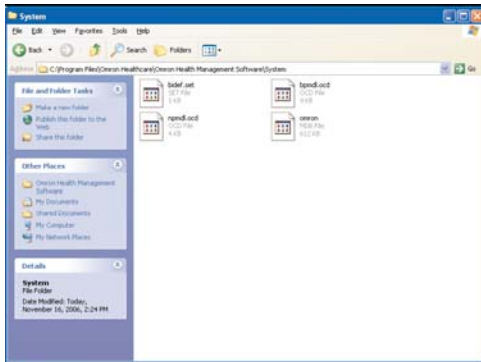 System
File Edit View Favorites Tools Help
Back Search Folders
Address C:\Program Files\Omron Healthcare\Omron Health Management Software\System Go
File and Folder Tasks
Make a new folder
Publish this folder to the
Web
Share this folder
Other Places
Omron Health Management
Software
My Documents
Shared Documents
My Computer
My Network Places
Details
System
File Folder
Date Modified: Today,
November 16, 2006, 2:24 PM
bidef.set
SET File
1 KB
bpmdl.ocd
OCD File
4 KB
npmdl.ocd
OCD File
4 KB
omron
MDB File
612 KB